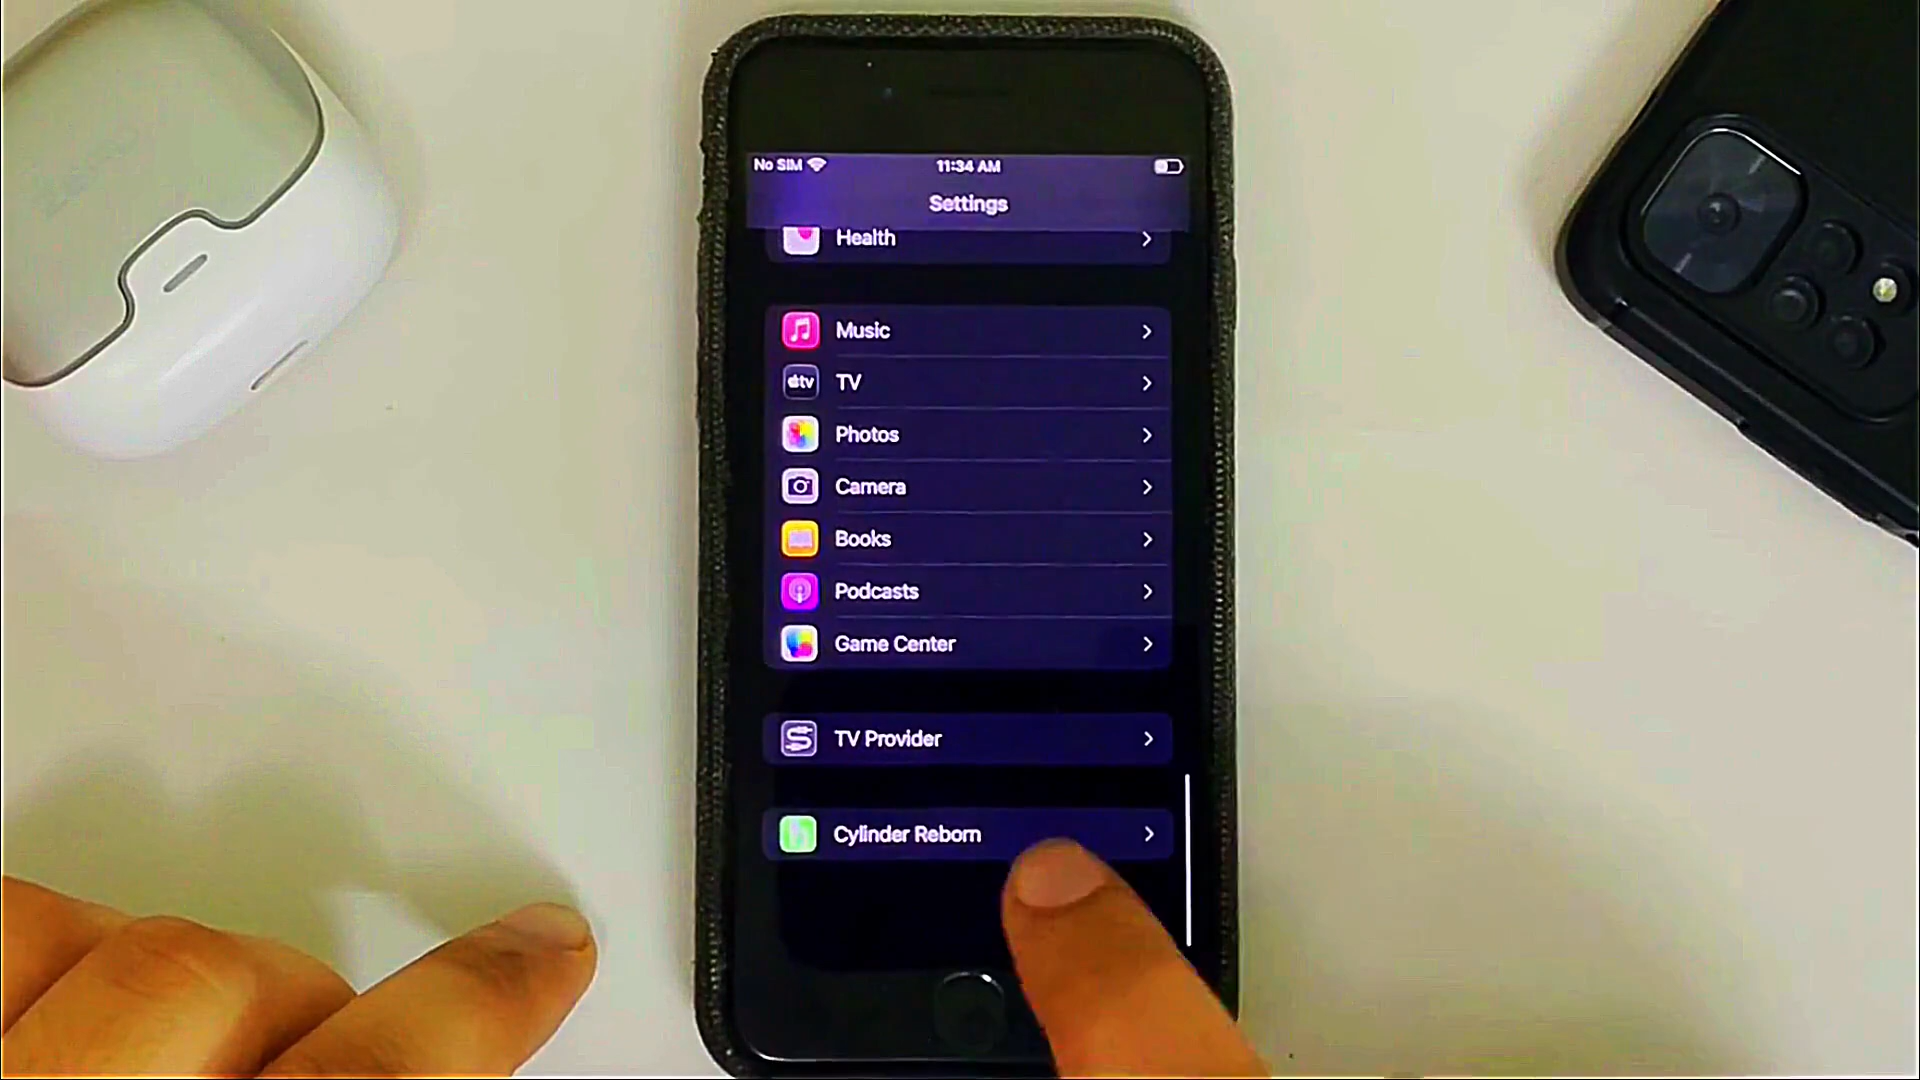 No SIM 11:34 AM
Settings
Health
Music
tv TV
Photos
Camera
Books
Podcasts
Game Center
TV Provider
Cylinder Reborn